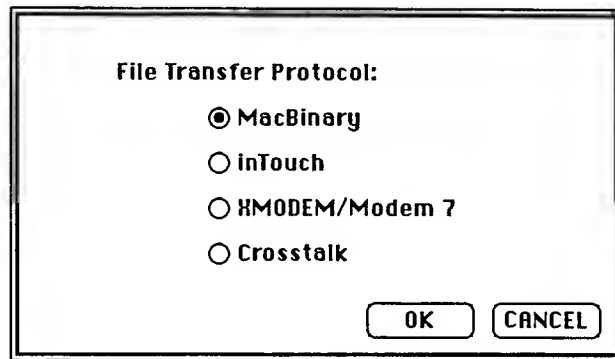 File Transfer Protocol:
MacBinary
inTouch
XMODEM/Modem 7
Crosstalk
OK CANCEL